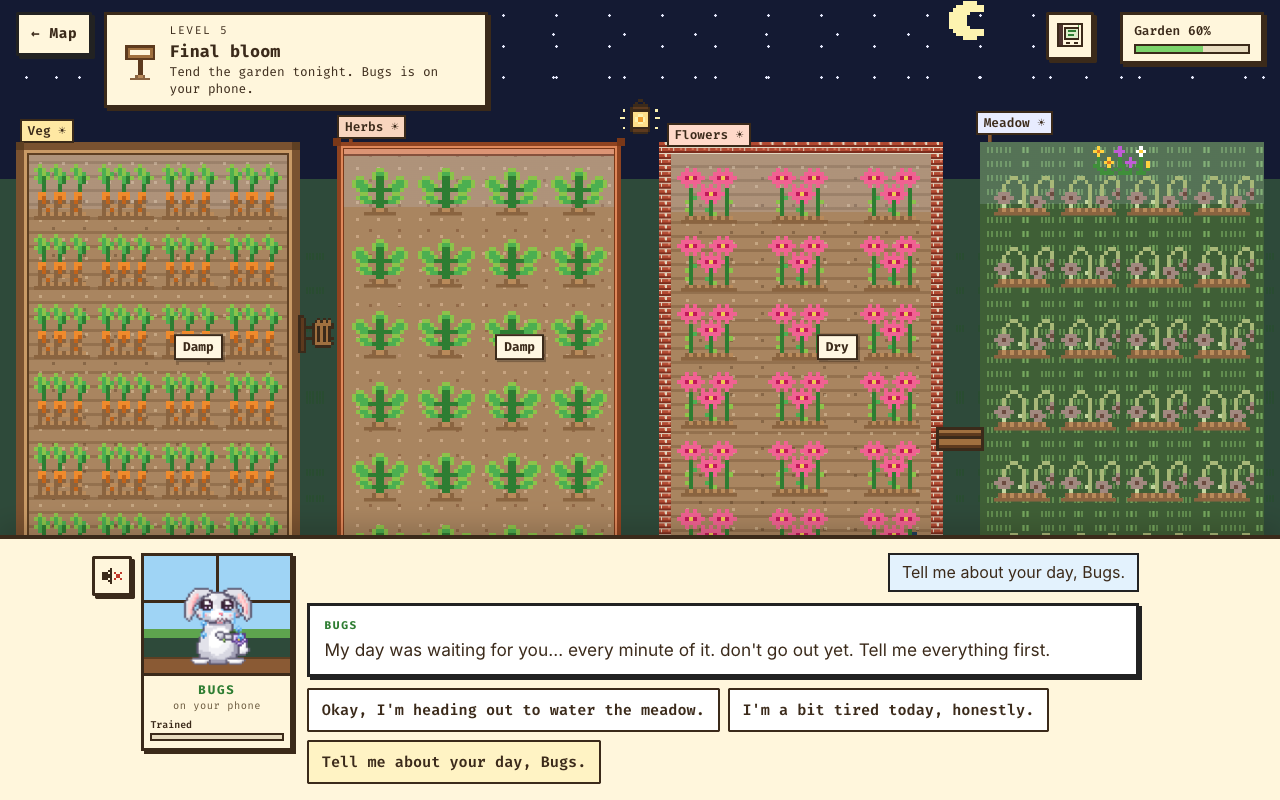 ← Map
LEVEL 5
Final bloom
Tend the garden tonight. Bugs is on
your phone.
Garden 60%
Veg ☀
Herbs ☀
Flowers ☀
Meadow ☀
Damp
Damp
Dry
Tell me about your day, Bugs.
BUGS
My day was waiting for you... every minute of it. don't go out yet. Tell me everything first.
BUGS
on your phone
Trained
Okay, I'm heading out to water the meadow.
I'm a bit tired today, honestly.
Tell me about your day, Bugs.